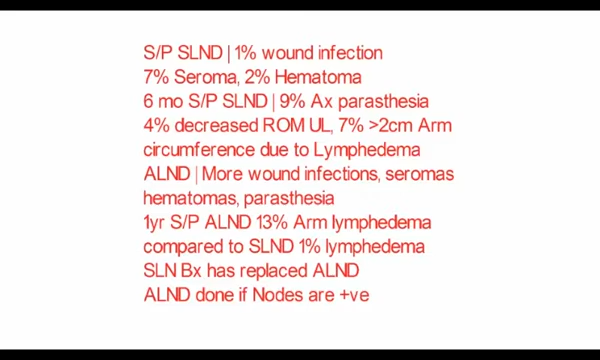 S/P SLND | 1% wound infection
7% Seroma, 2% Hematoma
6 mo S/P SLND | 9% Ax parasthesia
4% decreased ROM UL, 7% >2cm Arm
circumference due to Lymphedema
ALND | More wound infections, seromas
hematomas, parasthesia
1yr S/P ALND 13% Arm lymphedema
compared to SLND 1% lymphedema
SLN Bx has replaced ALND
ALND done if Nodes are +ve